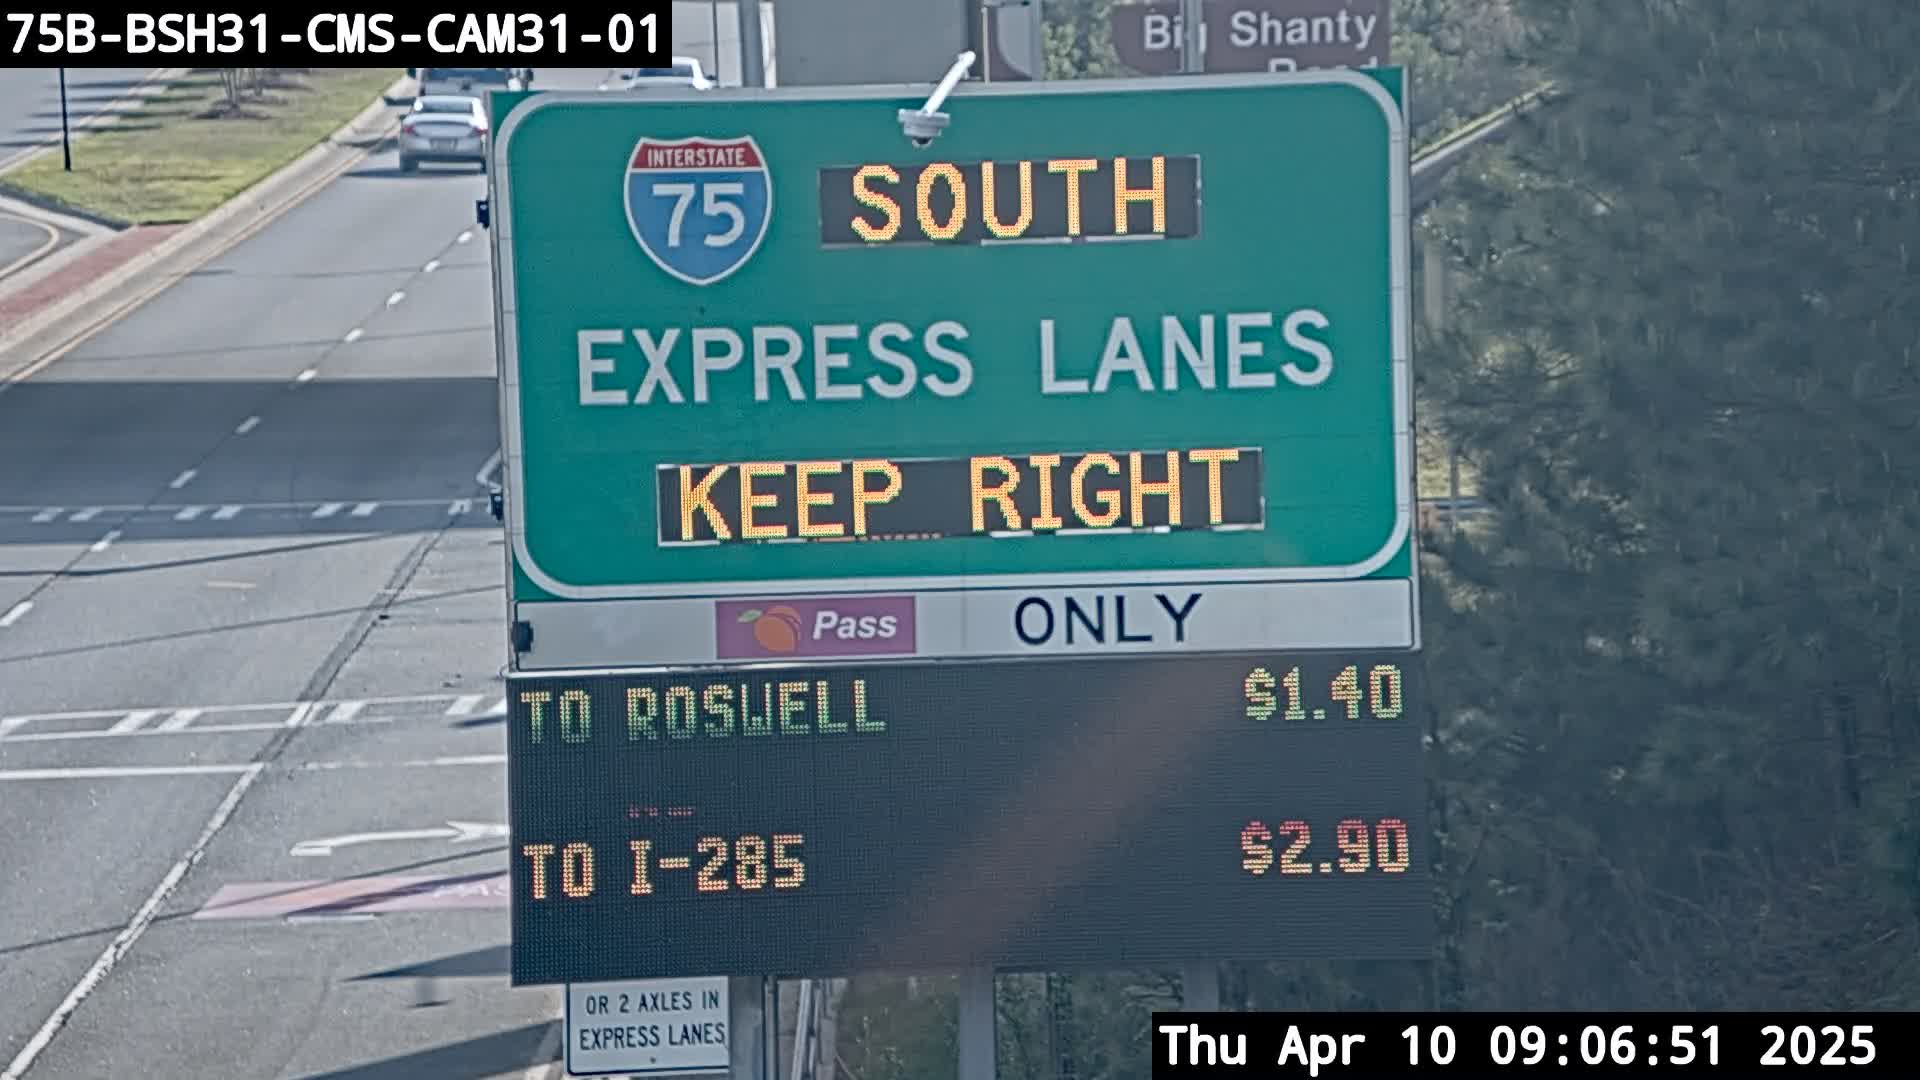 75B-BSH31-CMS-CAM31-01
Big Shanty
Road
INTERSTATE
75
SOUTH
EXPRESS LANES
KEEP RIGHT
Pass ONLY
TO ROSWELL $1.40
TO I-285 $2.90
OR 2 AXLES IN
EXPRESS LANES
Thu Apr 10 09:06:51 2025